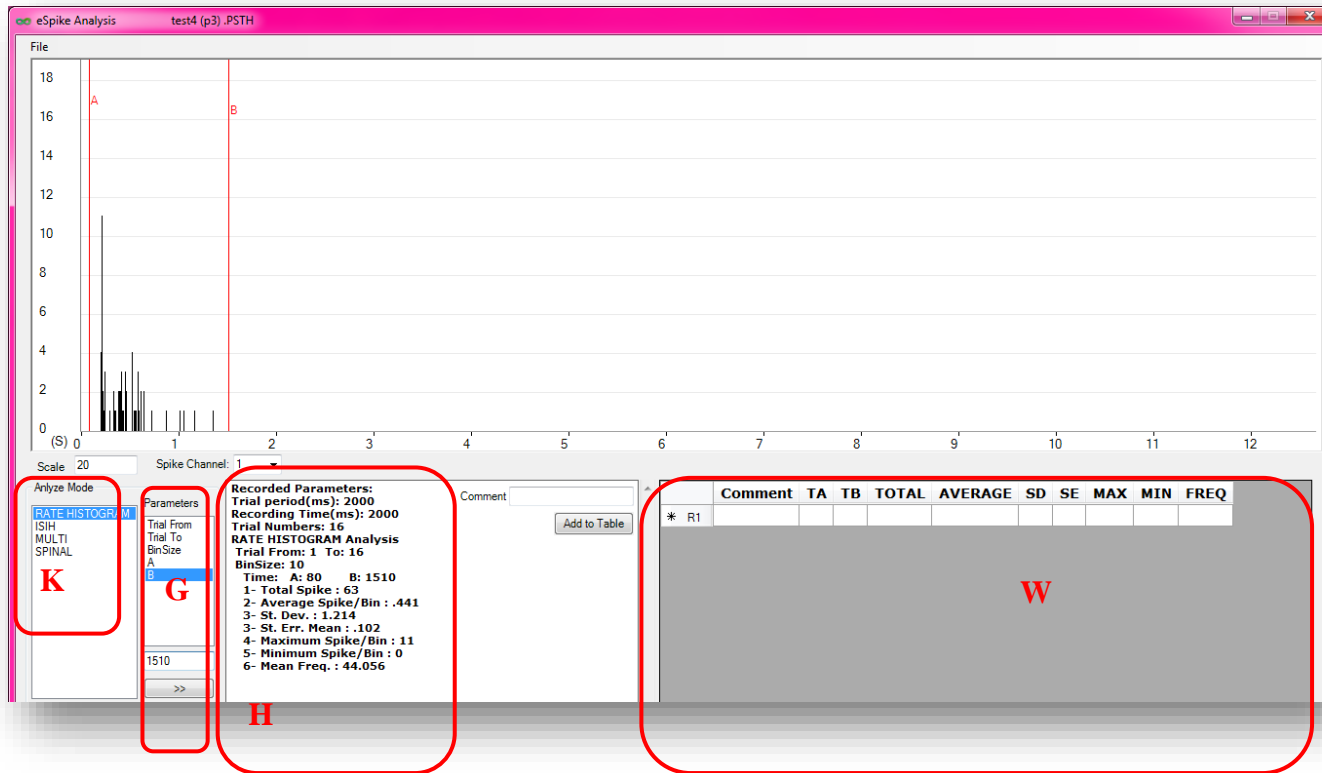 eSpike Analysis test4 (p3) .PSTH
File
18
16
14
12
10
8
6
4
2
0
A
B
(S) 0 1 2 3 4 5 6 7 8 9 10 11 12
Scale 20 Spike Channel: 1
Anlyze Mode
RATE HISTOGRAM
ISIH
MULTI
SPINAL
K
Parameters
Trial From
Trial To
BinSize
A
B
G
1510
>>
Recorded Parameters:
Trial period(ms): 2000
Recording Time(ms): 2000
Trial Numbers: 16
RATE HISTOGRAM Analysis
Trial From: 1 To: 16
BinSize: 10
Time: A: 80 B: 1510
1- Total Spike : 63
2- Average Spike/Bin : .441
3- St. Dev. : 1.214
3- St. Err. Mean : .102
4- Maximum Spike/Bin : 11
5- Minimum Spike/Bin : 0
6- Mean Freq. : 44.056
H
Comment
Add to Table
Comment TA TB TOTAL AVERAGE SD SE MAX MIN FREQ
R1
W